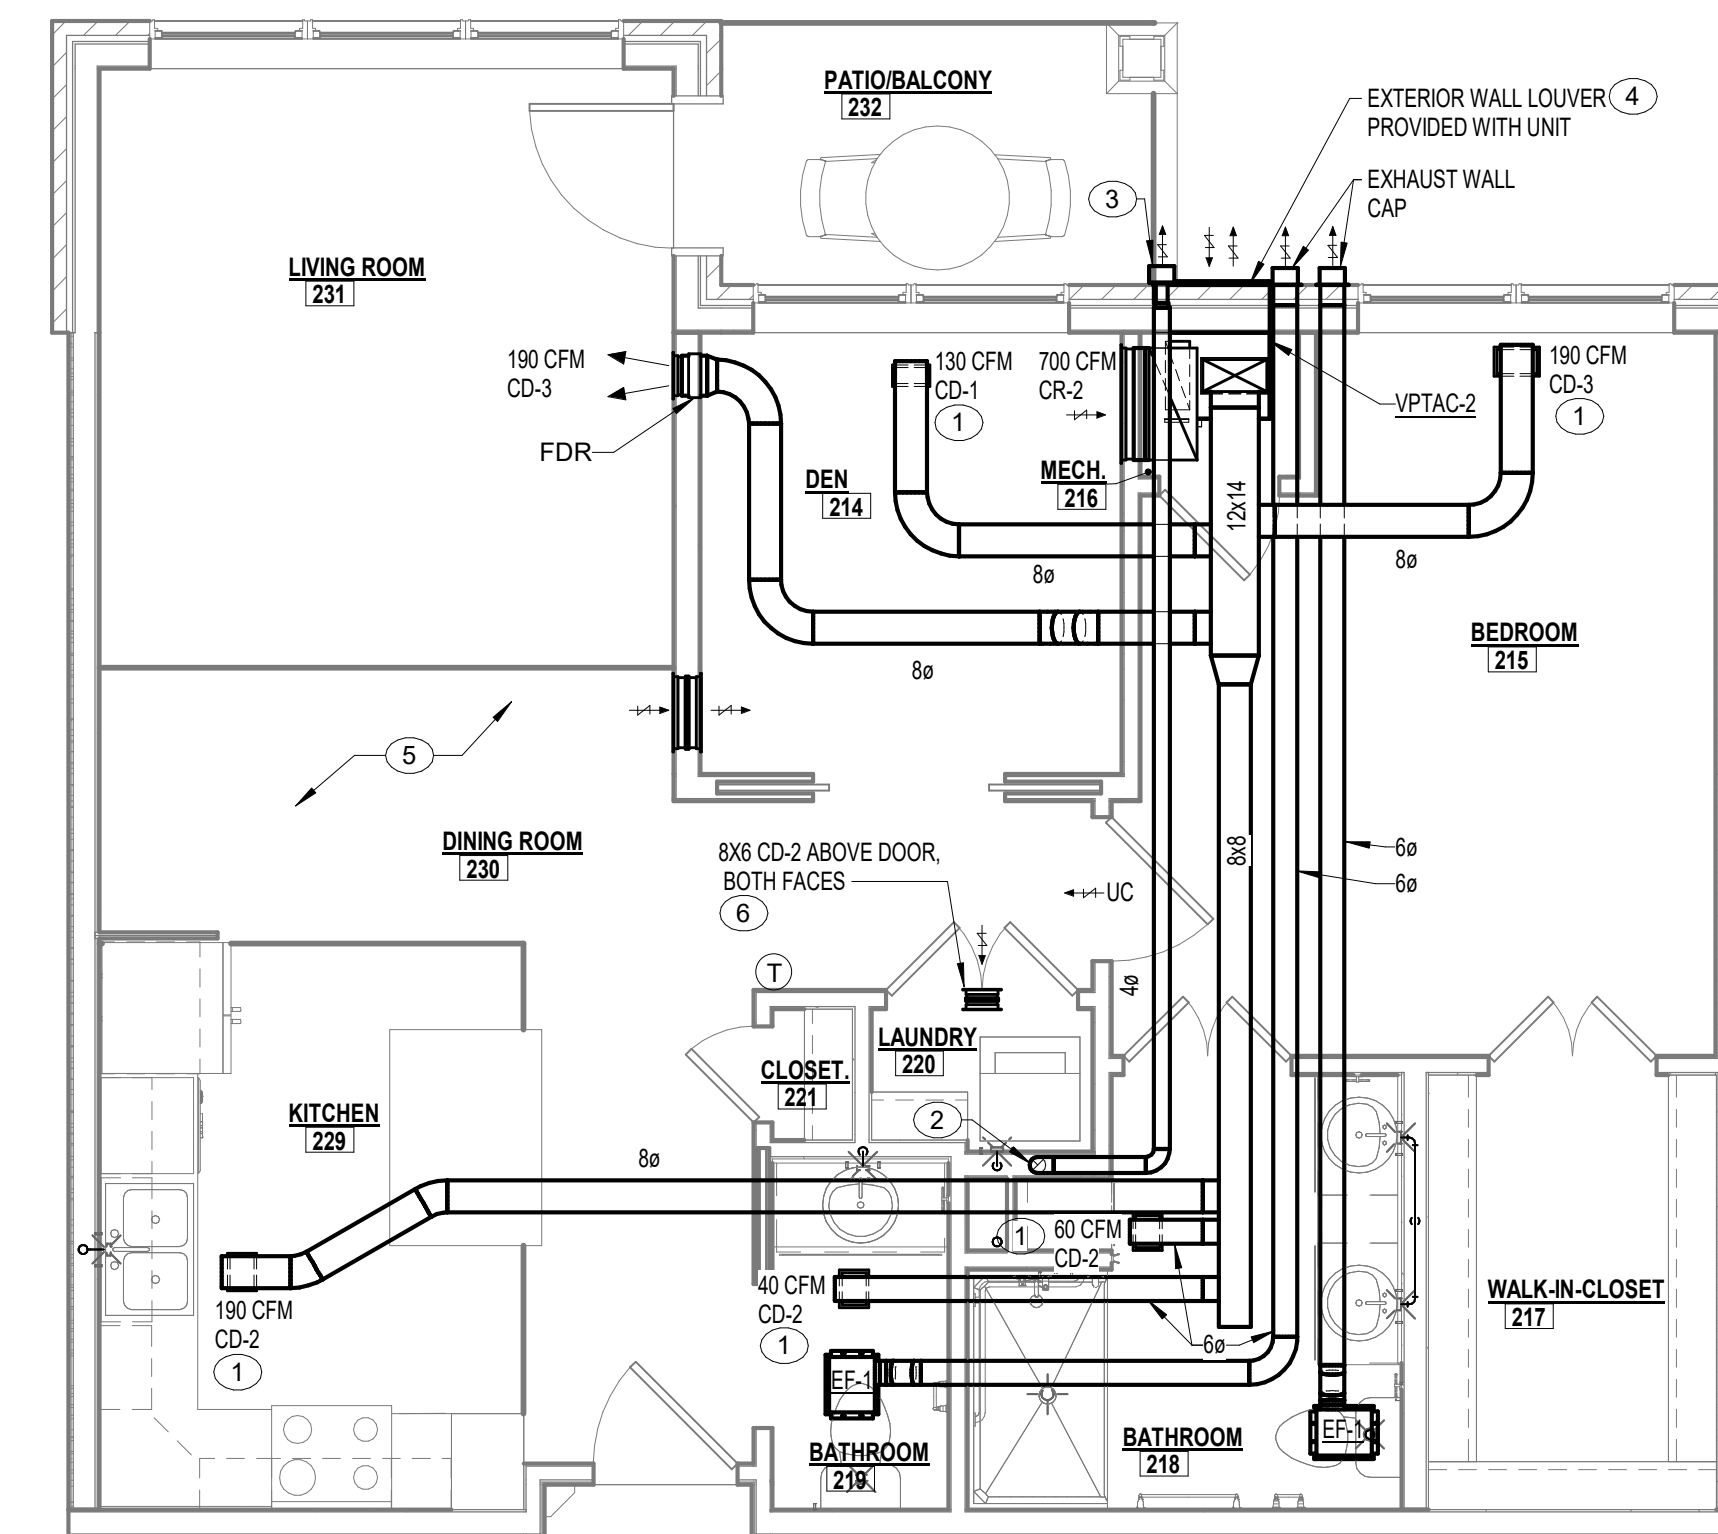 PATIO/BALCONY
232
EXTERIOR WALL LOUVER 4
PROVIDED WITH UNIT
EXHAUST WALL
CAP
3
LIVING ROOM
231
190 CFM
CD-3
FDR
130 CFM
CD-1
1
700 CFM
CR-2
190 CFM
CD-3
1
VPTAC-2
DEN
214
MECH.
216
12x14
8ø
8ø
8ø
BEDROOM
215
5
DINING ROOM
230
8X6 CD-2 ABOVE DOOR,
BOTH FACES
6
UC
8x8
6ø
6ø
T
4ø
LAUNDRY
220
CLOSET.
221
2
KITCHEN
229
8ø
1
60 CFM
CD-2
40 CFM
CD-2
1
190 CFM
CD-2
1
6ø
WALK-IN-CLOSET
217
EF-1
EF-1
BATHROOM
219
BATHROOM
218